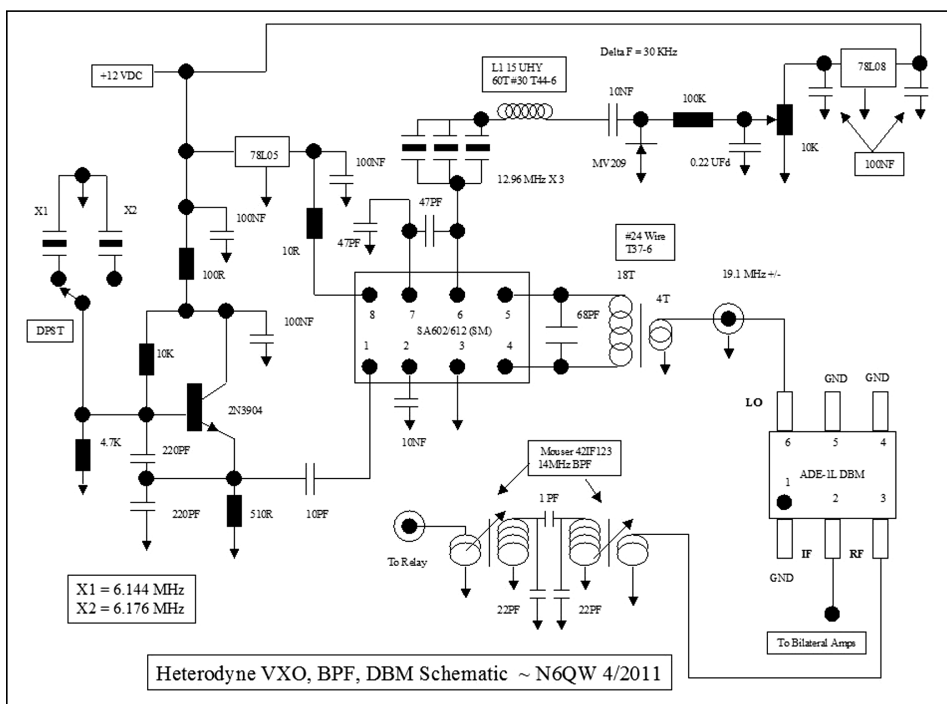 Delta F = 30 KHz
+12 VDC
L1 15 UHY
60T #30 T44-6
78L08
10NF
100K
78L05
100NF
MV209
0.22 UFd
10K
100NF
12.96 MHz X 3
X1
X2
100NF
47PF
47PF
10R
#24 Wire
T37-6
100R
18T
19.1 MHz +/-
4T
DPST
100NF
8
7
6
5
SA602/612 (SM)
68PF
1
2
3
4
10K
2N3904
GND
GND
LO
4.7K
220PF
10NF
6
5
4
ADE-1L DBM
Mouser 42IF123
14MHz BPF
1
2
3
220PF
510R
10PF
1 PF
To Relay
IF
RF
GND
22PF
22PF
X1 = 6.144 MHz
X2 = 6.176 MHz
To Bilateral Amps
Heterodyne VXO, BPF, DBM Schematic ~ N6QW 4/2011